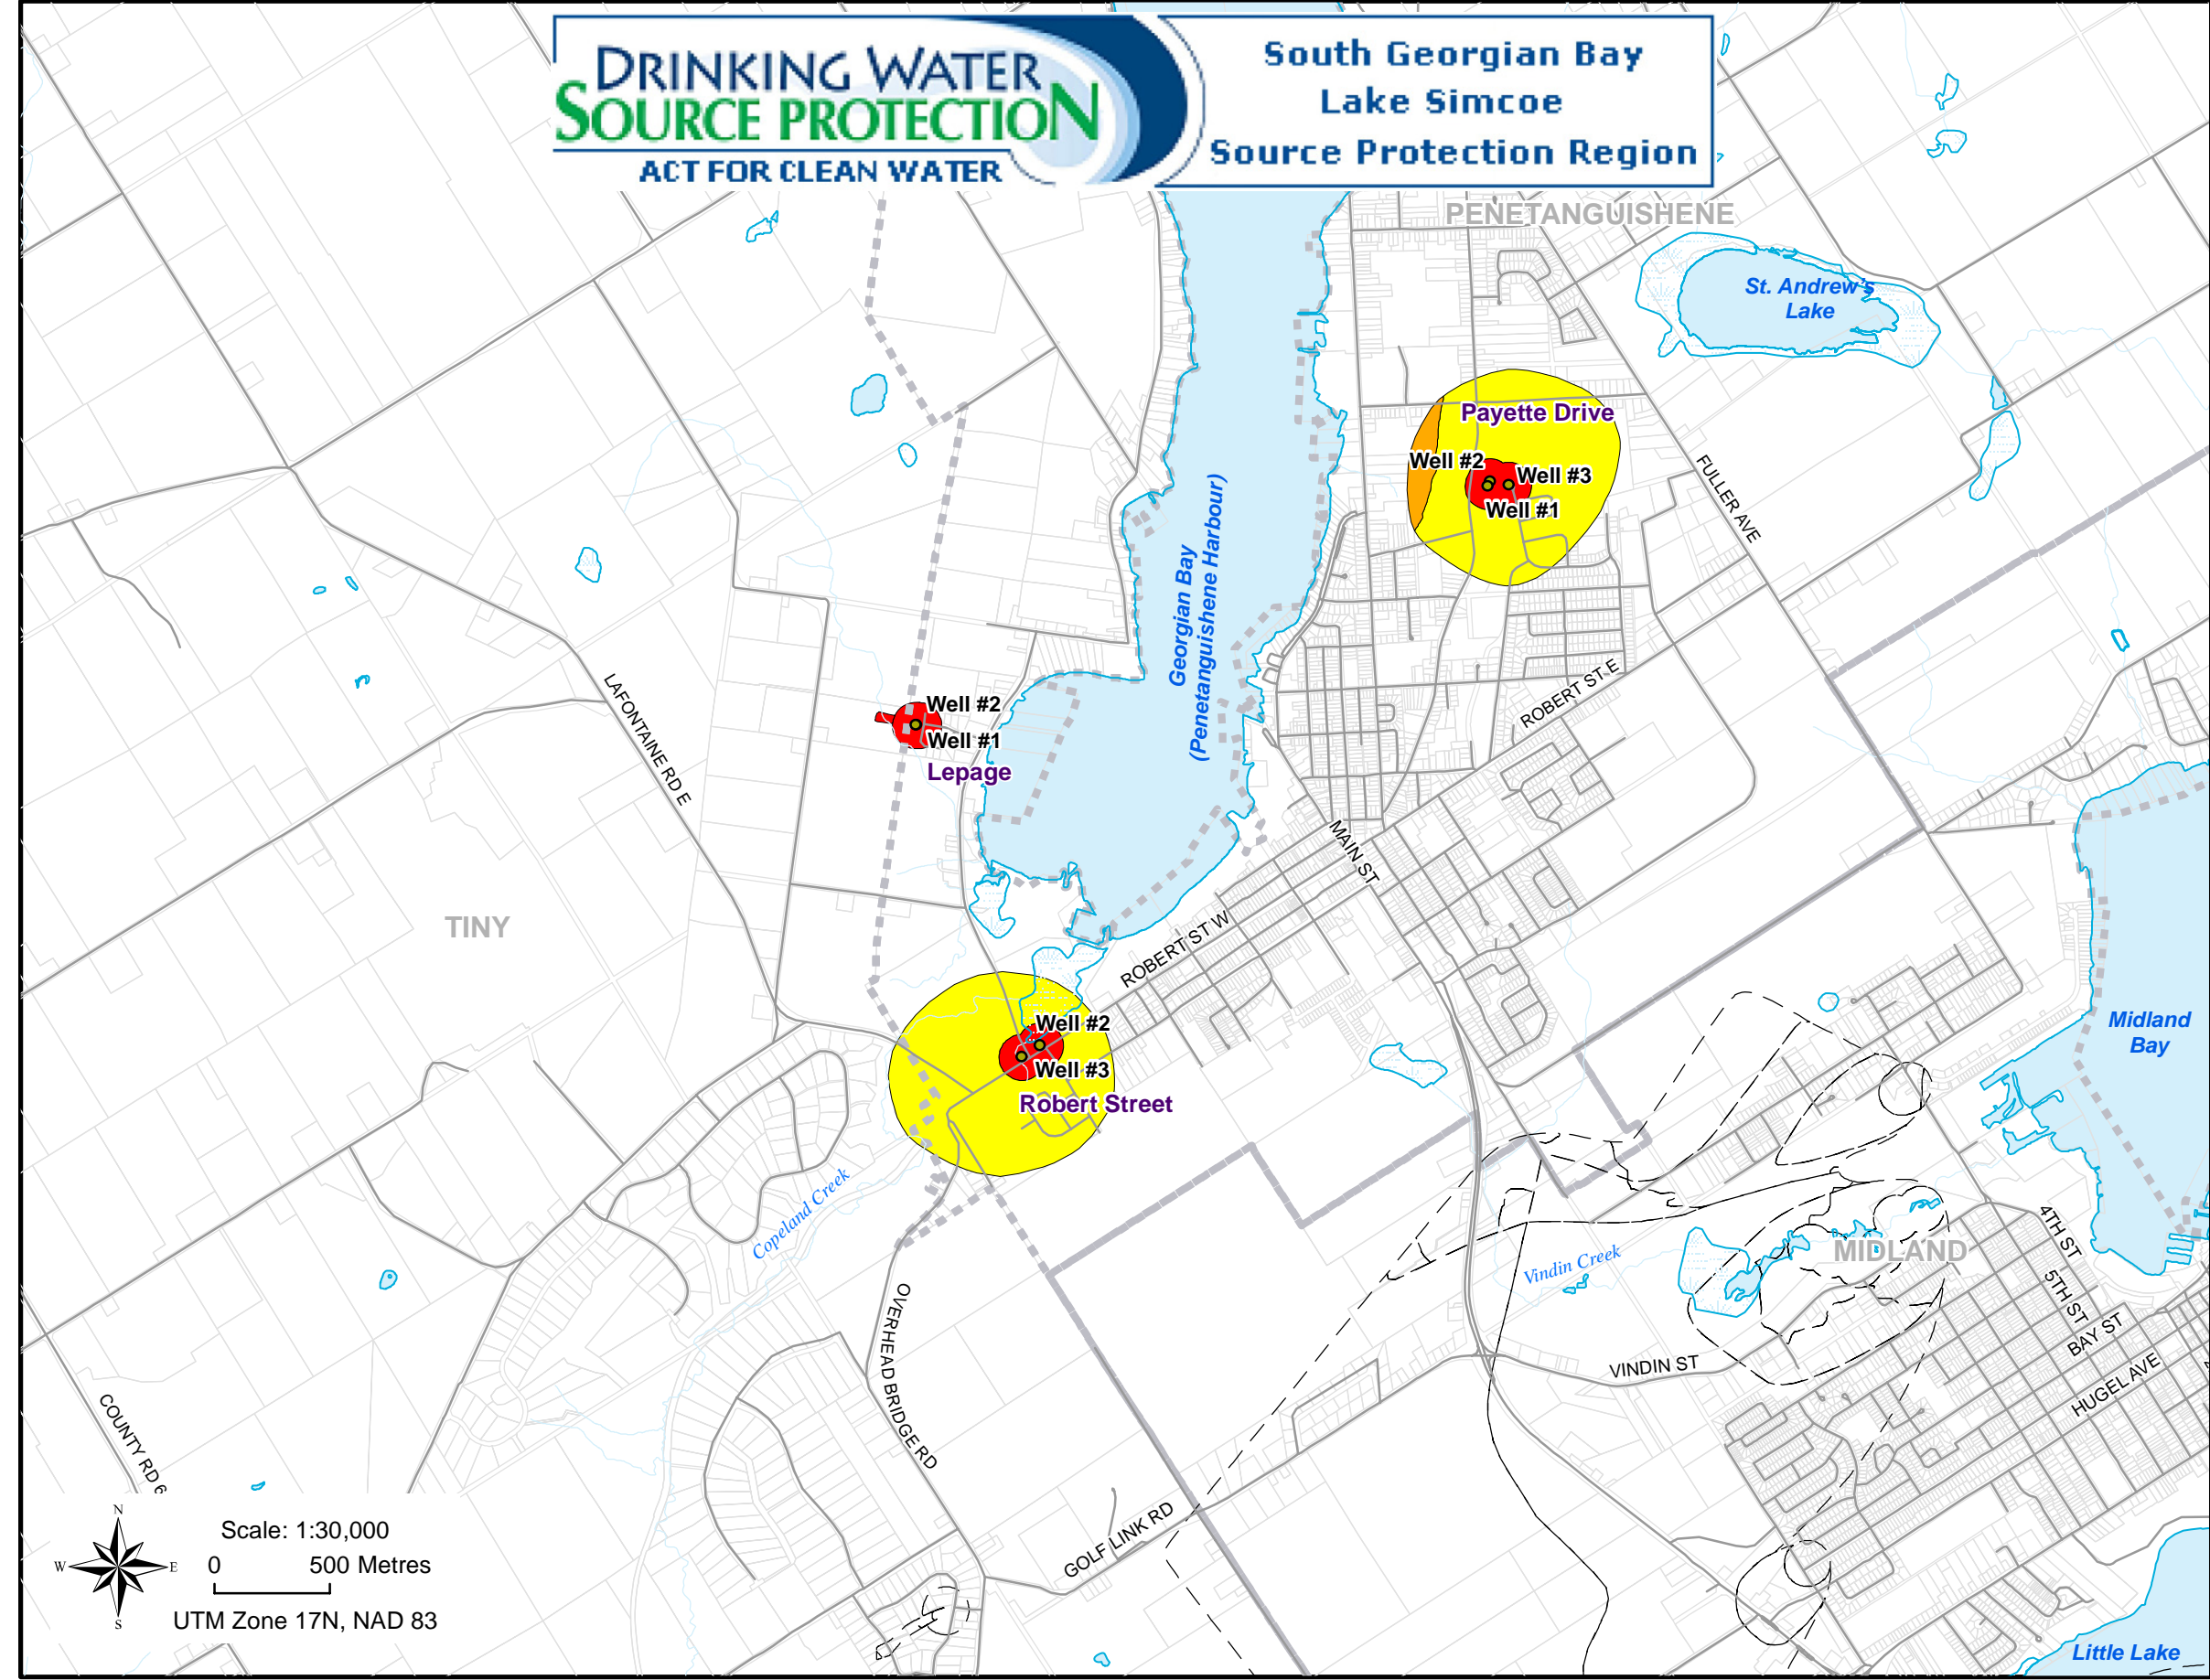 DRINKING WATER
SOURCE PROTECTION
ACT FOR CLEAN WATER
South Georgian Bay
Lake Simcoe
Source Protection Region
PENETANGUISHENE
St. Andrew's
Lake
Payette Drive
Well #2
Well #3
Well #1
FULLER AVE
Georgian Bay
(Penetanguishene Harbour)
ROBERT ST E
LAFONTAINE RD E
Well #2
Well #1
Lepage
MAIN ST
TINY
ROBERT ST W
Well #2
Well #3
Robert Street
Midland
Bay
Copeland Creek
Vindin Creek
MIDLAND
4TH ST
5TH ST
BAY ST
HUGEL AVE
VINDIN ST
OVERHEAD BRIDGE RD
COUNTY RD 6
GOLF LINK RD
Little Lake
N
W
E
S
Scale: 1:30,000
0 500 Metres
UTM Zone 17N, NAD 83